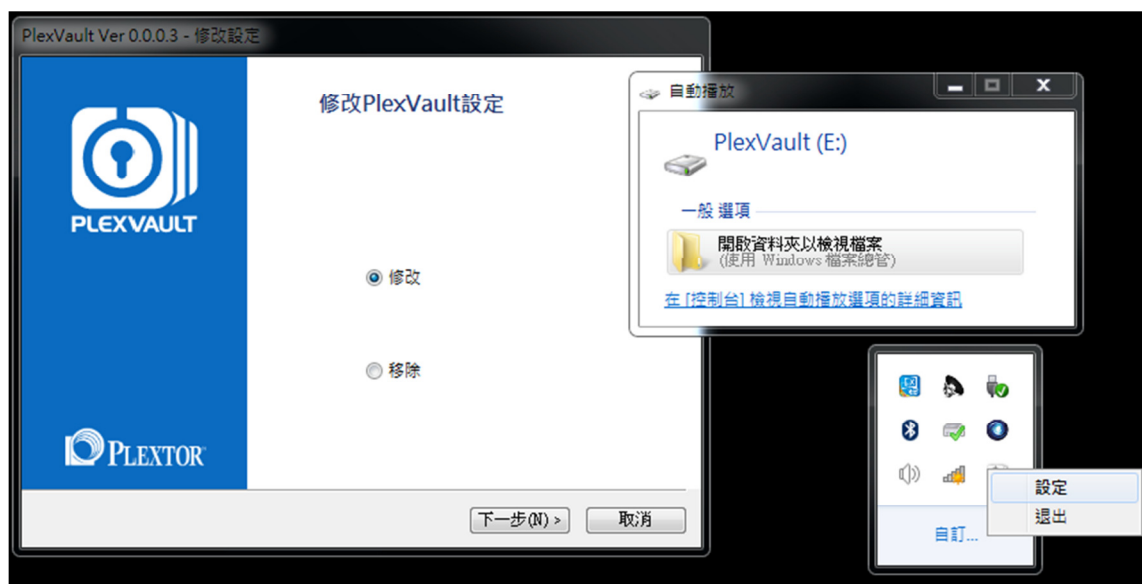 PlexVault Ver 0.0.0.3 - 修改設定
修改PlexVault設定
PLEXVAULT
修改
移除
PLEXTOR
下一步(N) >
取消
自動播放
PlexVault (E:)
一般 選項
開啟資料夾以檢視檔案
(使用 Windows 檔案總管)
在 [控制台] 檢視自動播放選項的詳細資訊
設定
退出
自訂...